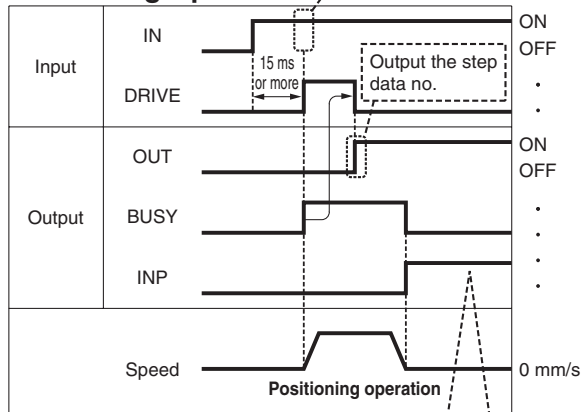 Input
IN
ON
OFF
15 ms
or more
Output the step
data no.
DRIVE
Output
OUT
ON
OFF
BUSY
INP
Speed
0 mm/s
Positioning operation